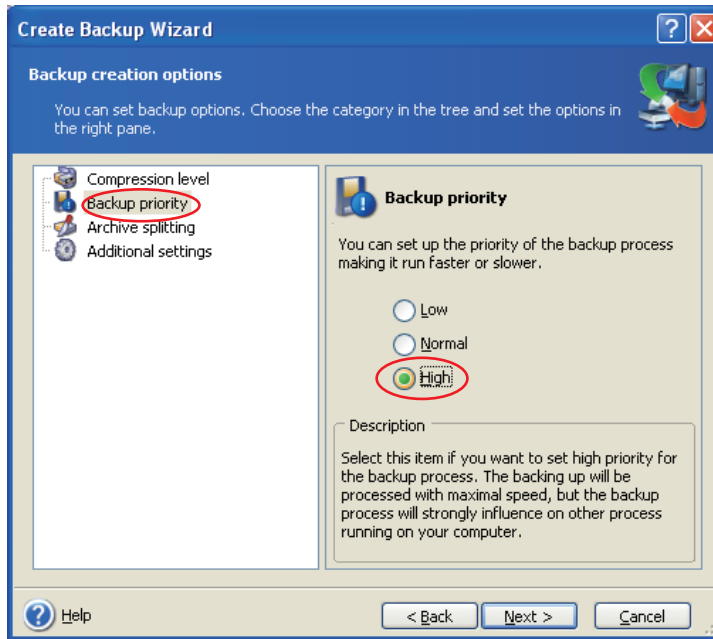 Create Backup Wizard
Backup creation options
You can set backup options. Choose the category in the tree and set the options in
the right pane.
Compression level
Backup priority
Archive splitting
Additional settings
Backup priority
You can set up the priority of the backup process
making it run faster or slower.
Low
Normal
High
Description
Select this item if you want to set high priority for
the backup process. The backing up will be
processed with maximal speed, but the backup
process will strongly influence on other process
running on your computer.
Help
< Back
Next >
Cancel